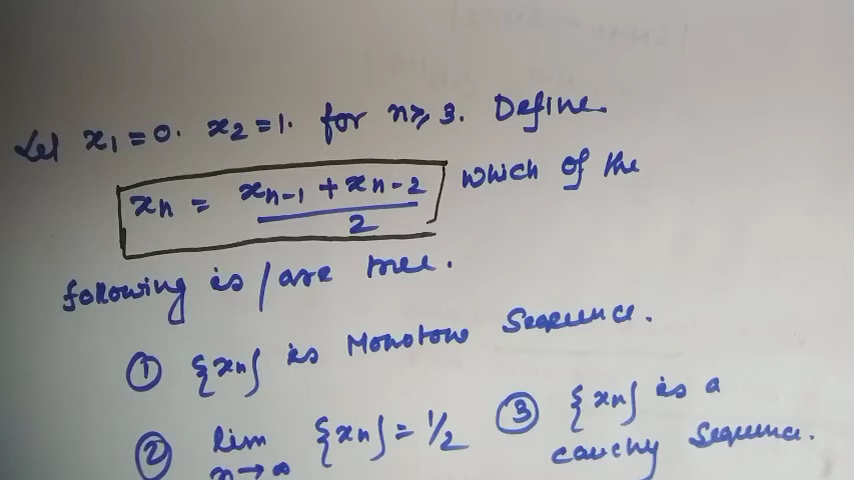 Let x₁ = 0. x₂ = 1. for n ≥ 3. Define.
xₙ = (xₙ₋₁ + xₙ₋₂)/2 which of the
following is / are true.
① {xₙ} is Monotone Sequence.
② lim n→∞ {xₙ} = 1/2 ③ {xₙ} is a
cauchy Sequence.